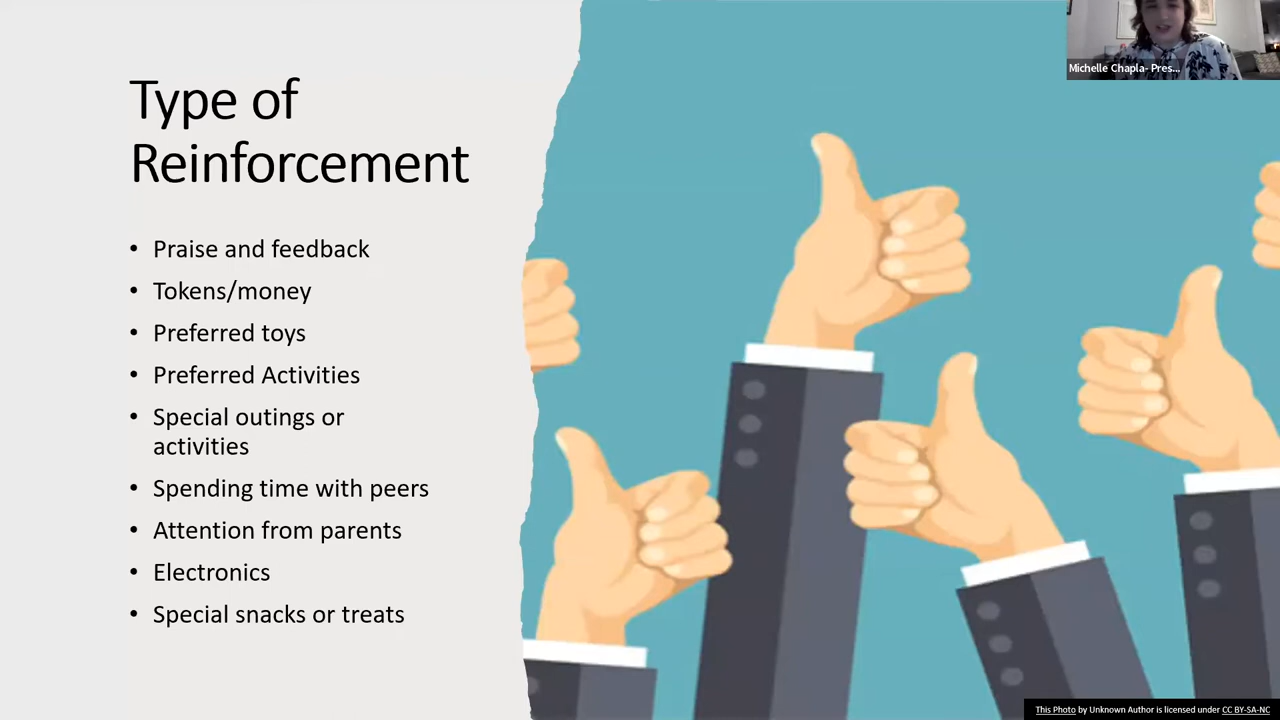 Type of
Reinforcement
• Praise and feedback
• Tokens/money
• Preferred toys
• Preferred Activities
• Special outings or
activities
• Spending time with peers
• Attention from parents
• Electronics
• Special snacks or treats
Michelle Chapla- Pres...
This Photo by Unknown Author is licensed under CC BY-SA-NC